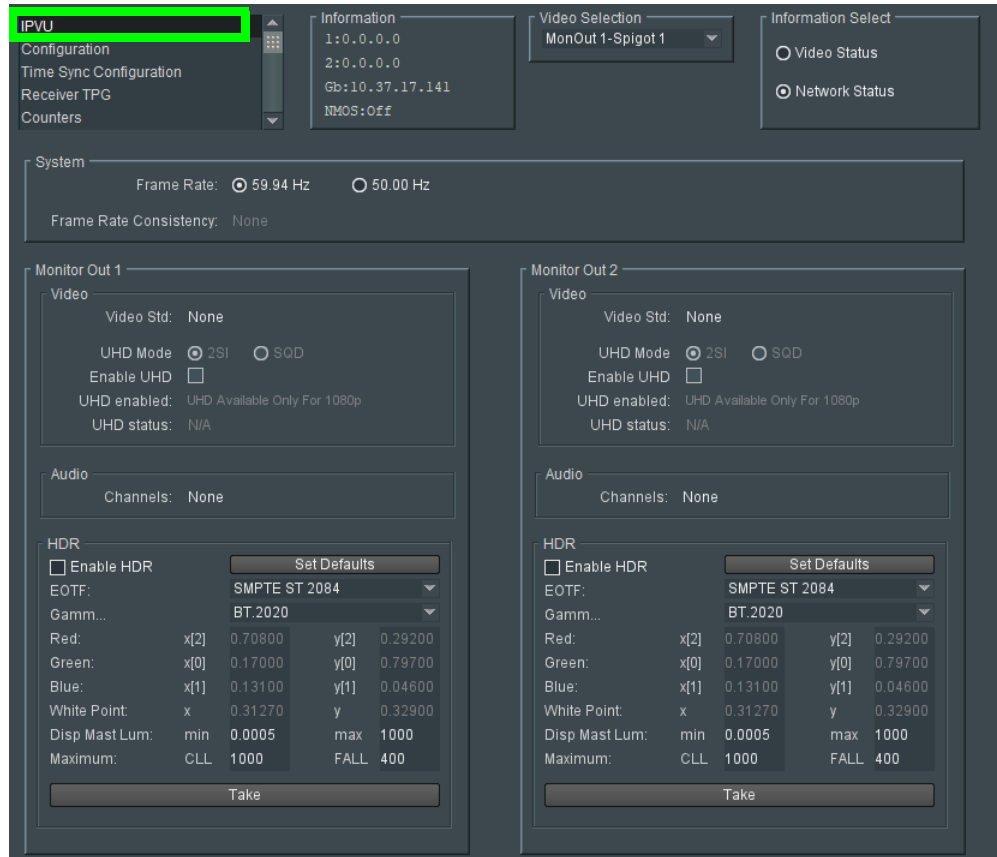 IPVU
Configuration
Time Sync Configuration
Receiver TPG
Counters
Information
1:0.0.0.0
2:0.0.0.0
Gb:10.37.17.141
NMOS:Off
Video Selection
MonOut 1-Spigot 1
Information Select
Video Status
Network Status
System
Frame Rate: 59.94 Hz 50.00 Hz
Frame Rate Consistency: None
Monitor Out 1
Video
Video Std: None
UHD Mode 2SI SQD
Enable UHD
UHD enabled: UHD Available Only For 1080p
UHD status: N/A
Audio
Channels: None
HDR
Enable HDR Set Defaults
EOTF: SMPTE ST 2084
Gamm... BT.2020
Red: x[2] 0.70800 y[2] 0.29200
Green: x[0] 0.17000 y[0] 0.79700
Blue: x[1] 0.13100 y[1] 0.04600
White Point: x 0.31270 y 0.32900
Disp Mast Lum: min 0.0005 max 1000
Maximum: CLL 1000 FALL 400
Take
Monitor Out 2
Video
Video Std: None
UHD Mode 2SI SQD
Enable UHD
UHD enabled: UHD Available Only For 1080p
UHD status: N/A
Audio
Channels: None
HDR
Enable HDR Set Defaults
EOTF: SMPTE ST 2084
Gamm... BT.2020
Red: x[2] 0.70800 y[2] 0.29200
Green: x[0] 0.17000 y[0] 0.79700
Blue: x[1] 0.13100 y[1] 0.04600
White Point: x 0.31270 y 0.32900
Disp Mast Lum: min 0.0005 max 1000
Maximum: CLL 1000 FALL 400
Take